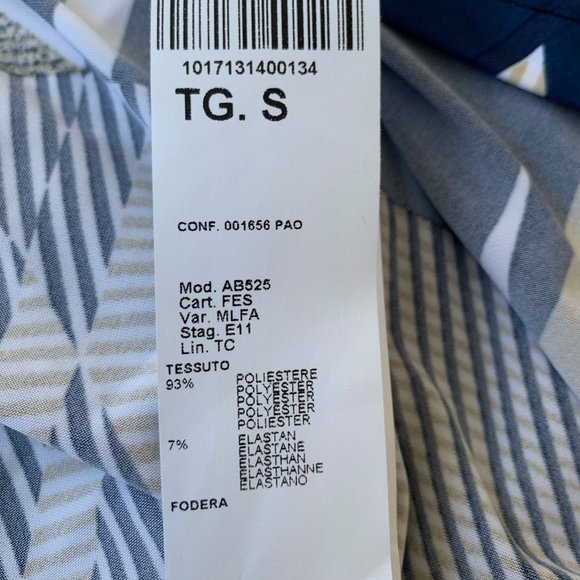 1017131400134
TG. S
CONF. 001656 PAO
Mod. AB525
Cart. FES
Var. MLFA
Stag. E11
Lin. TC
TESSUTO
93% POLIESTERE
POLYESTER
POLYESTER
POLYESTER
POLYESTER
POLIESTER
7% ELASTAN
ELASTANE
ELASTHAN
ELASTHANNE
ELASTANO
FODERA